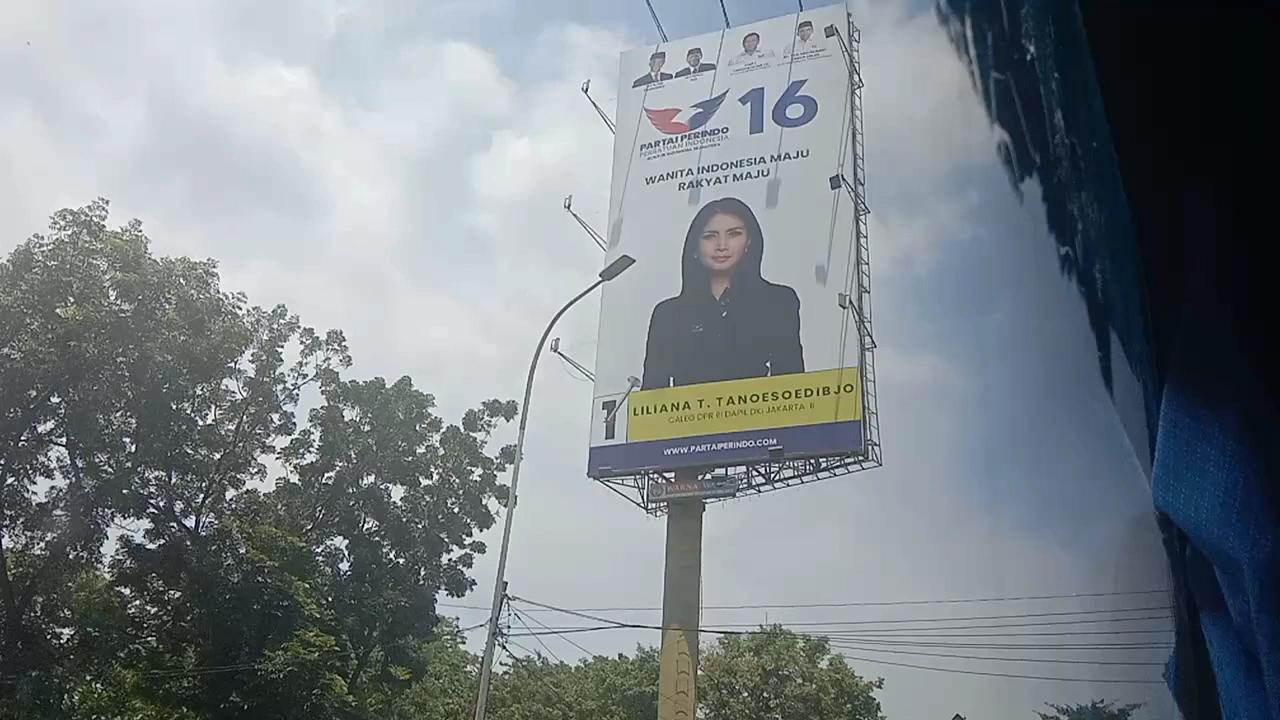 16
PARTAI PERINDO
PERSATUAN INDONESIA
WANITA INDONESIA MAJU
RAKYAT MAJU
1
LILIANA T. TANOESOEDIBJO
CALEG DPR RI DAPIL DKI JAKARTA II
WWW.PARTAIPERINDO.COM
WARNA